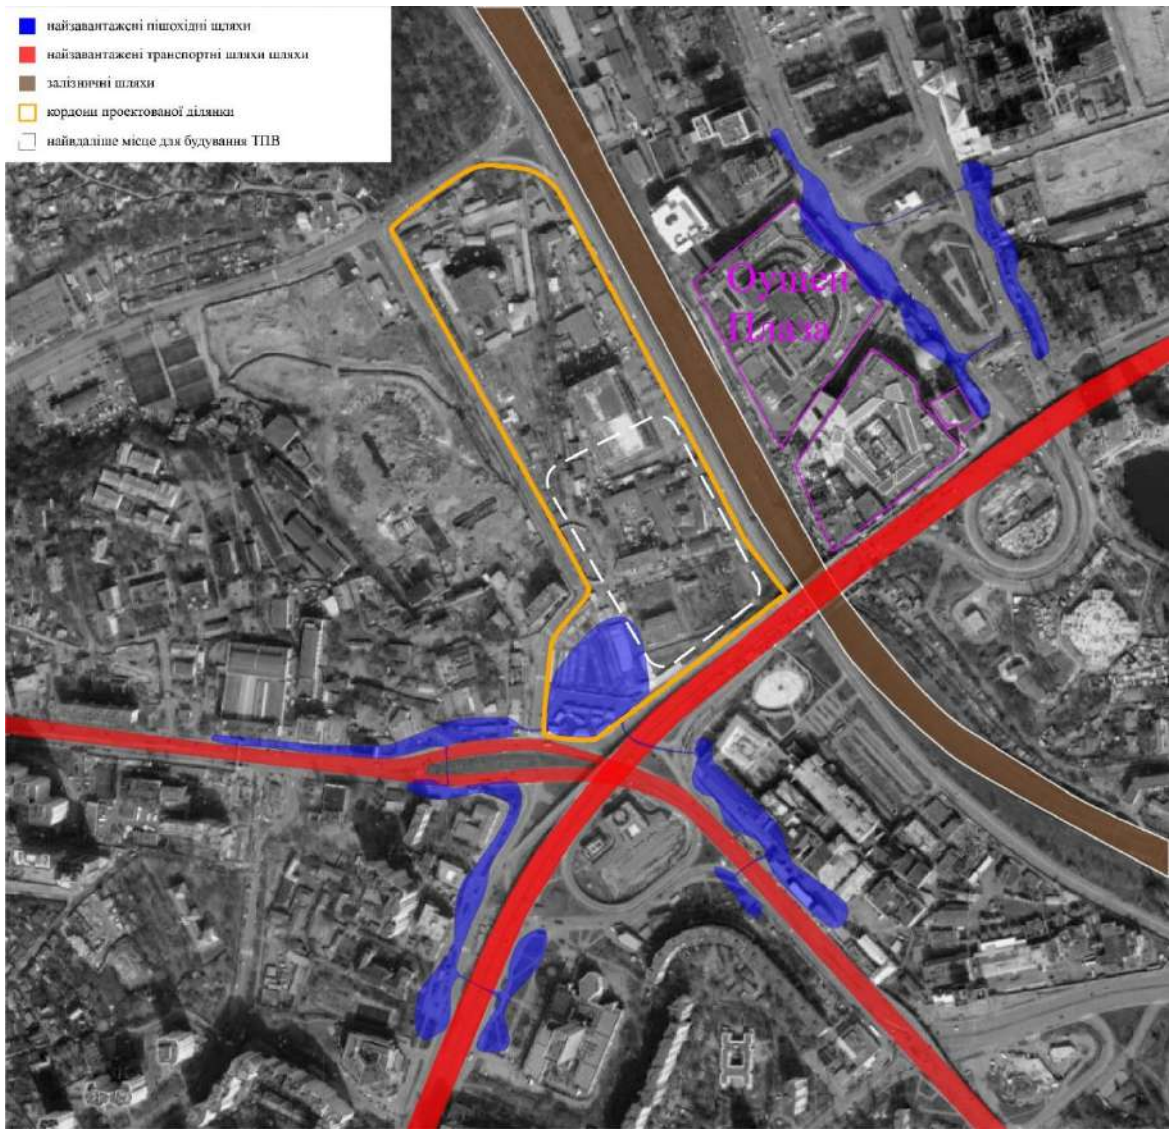 найзавантажені пішохідні шляхи
найзавантажені транспортні шляхи шляхи
залізничні шляхи
кордони проектованої ділянки
найвдаліше місце для будування ТПВ
Оушен
Плаза